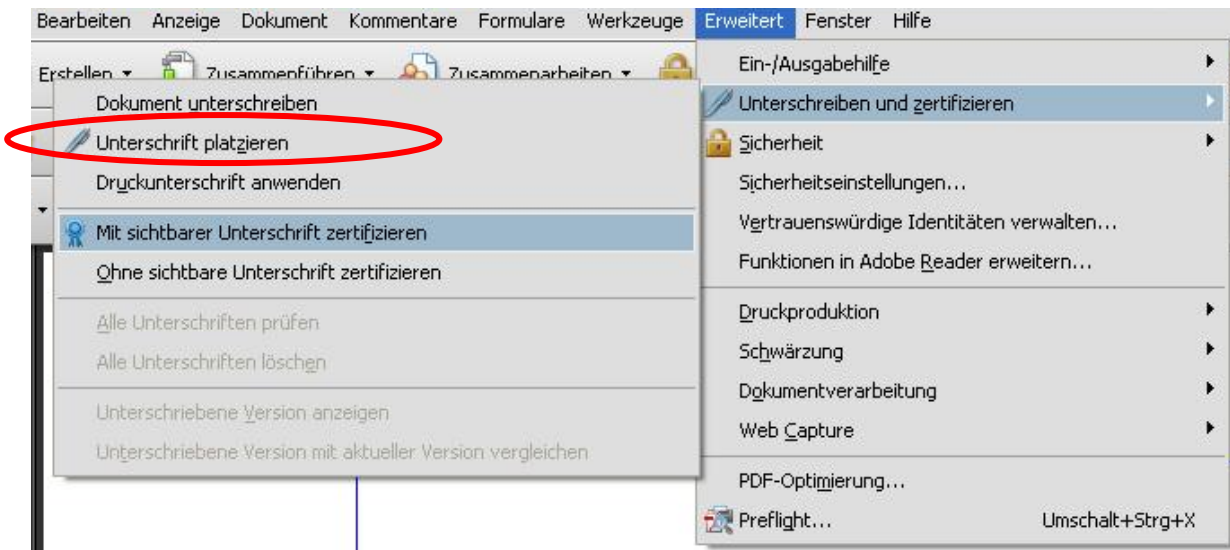 Bearbeiten Anzeige Dokument Kommentare Formulare Werkzeuge Erweitert Fenster Hilfe
Erstellen Zusammenführen Zusammenarbeiten
Dokument unterschreiben
Unterschrift platzieren
Druckunterschrift anwenden
Mit sichtbarer Unterschrift zertifizieren
Ohne sichtbare Unterschrift zertifizieren
Alle Unterschriften prüfen
Alle Unterschriften löschen
Unterschriebene Version anzeigen
Unterschriebene Version mit aktueller Version vergleichen
Ein-/Ausgabehilfe
Unterschreiben und zertifizieren
Sicherheit
Sicherheitseinstellungen...
Vertrauenswürdige Identitäten verwalten...
Funktionen in Adobe Reader erweitern...
Druckproduktion
Schwärzung
Dokumentverarbeitung
Web Capture
PDF-Optimierung...
Preflight... Umschalt+Strg+X